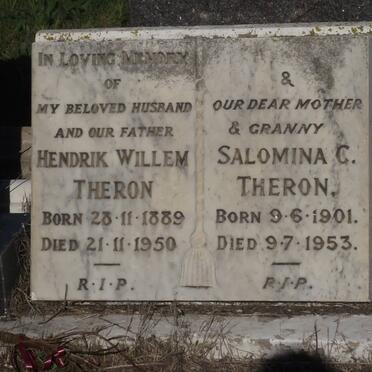 IN LOVING MEMORY
OF
MY BELOVED HUSBAND
AND OUR FATHER
HENDRIK WILLEM
THERON
BORN 28·11·1889
DIED 21·11·1950
R.I.P.
&
OUR DEAR MOTHER
& GRANNY
SALOMINA C.
THERON.
BORN 9·6·1901.
DIED 9·7·1953.
R.I.P.